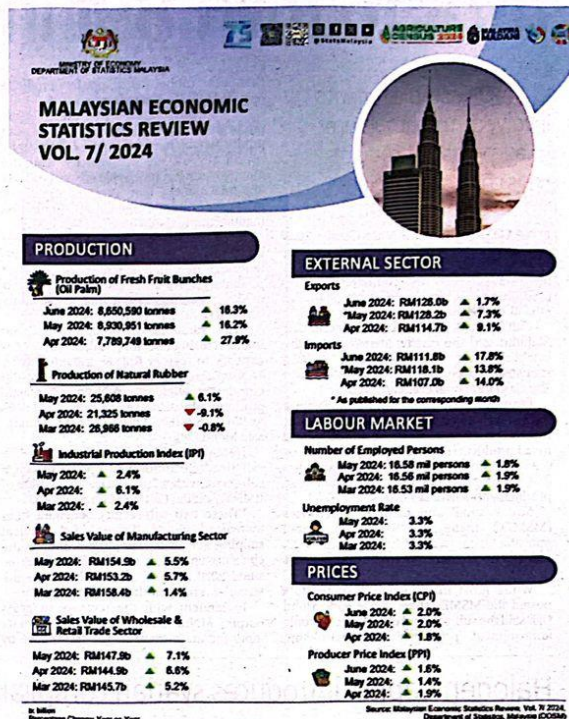 @StatsMalaysia
AGRICULTURE
CENSUS 2024
MINISTRY OF ECONOMY
DEPARTMENT OF STATISTICS MALAYSIA
MALAYSIAN ECONOMIC
STATISTICS REVIEW
VOL. 7/ 2024
PRODUCTION
Production of Fresh Fruit Bunches
(Oil Palm)
June 2024: 8,650,590 tonnes ▲ 16.3%
May 2024: 8,930,951 tonnes ▲ 16.2%
Apr 2024: 7,789,749 tonnes ▲ 27.9%
Production of Natural Rubber
May 2024: 25,608 tonnes ▲ 6.1%
Apr 2024: 21,325 tonnes ▼ -9.1%
Mar 2024: 26,966 tonnes ▼ -0.8%
Industrial Production Index (IPI)
May 2024: ▲ 2.4%
Apr 2024: ▲ 6.1%
Mar 2024: ▲ 2.4%
Sales Value of Manufacturing Sector
May 2024: RM154.9b ▲ 5.5%
Apr 2024: RM153.2b ▲ 5.7%
Mar 2024: RM158.4b ▲ 1.4%
Sales Value of Wholesale &
Retail Trade Sector
May 2024: RM147.9b ▲ 7.1%
Apr 2024: RM144.9b ▲ 6.6%
Mar 2024: RM145.7b ▲ 5.2%
b: billion
Percentage Change: Year-on-Year
EXTERNAL SECTOR
Exports
June 2024: RM126.0b ▲ 1.7%
*May 2024: RM128.2b ▲ 7.3%
Apr 2024: RM114.7b ▲ 9.1%
Imports
June 2024: RM111.8b ▲ 17.8%
*May 2024: RM118.1b ▲ 13.8%
Apr 2024: RM107.0b ▲ 14.0%
* As published for the corresponding month
LABOUR MARKET
Number of Employed Persons
May 2024: 16.58 mil persons ▲ 1.8%
Apr 2024: 16.56 mil persons ▲ 1.9%
Mar 2024: 16.53 mil persons ▲ 1.9%
Unemployment Rate
May 2024: 3.3%
Apr 2024: 3.3%
Mar 2024: 3.3%
PRICES
Consumer Price Index (CPI)
June 2024: ▲ 2.0%
May 2024: ▲ 2.0%
Apr 2024: ▲ 1.8%
Producer Price Index (PPI)
June 2024: ▲ 1.6%
May 2024: ▲ 1.4%
Apr 2024: ▲ 1.9%
Source: Malaysian Economic Statistics Review, Vol. 7/ 2024,
Department of Statistics, Malaysia (DOSM)